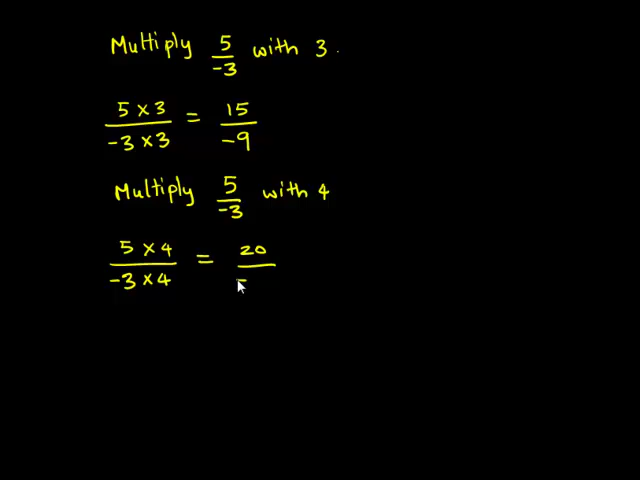 Multiply 5/-3 with 3.
5 × 3 / -3 × 3 = 15 / -9
Multiply 5/-3 with 4
5 × 4 / -3 × 4 = 20 / -